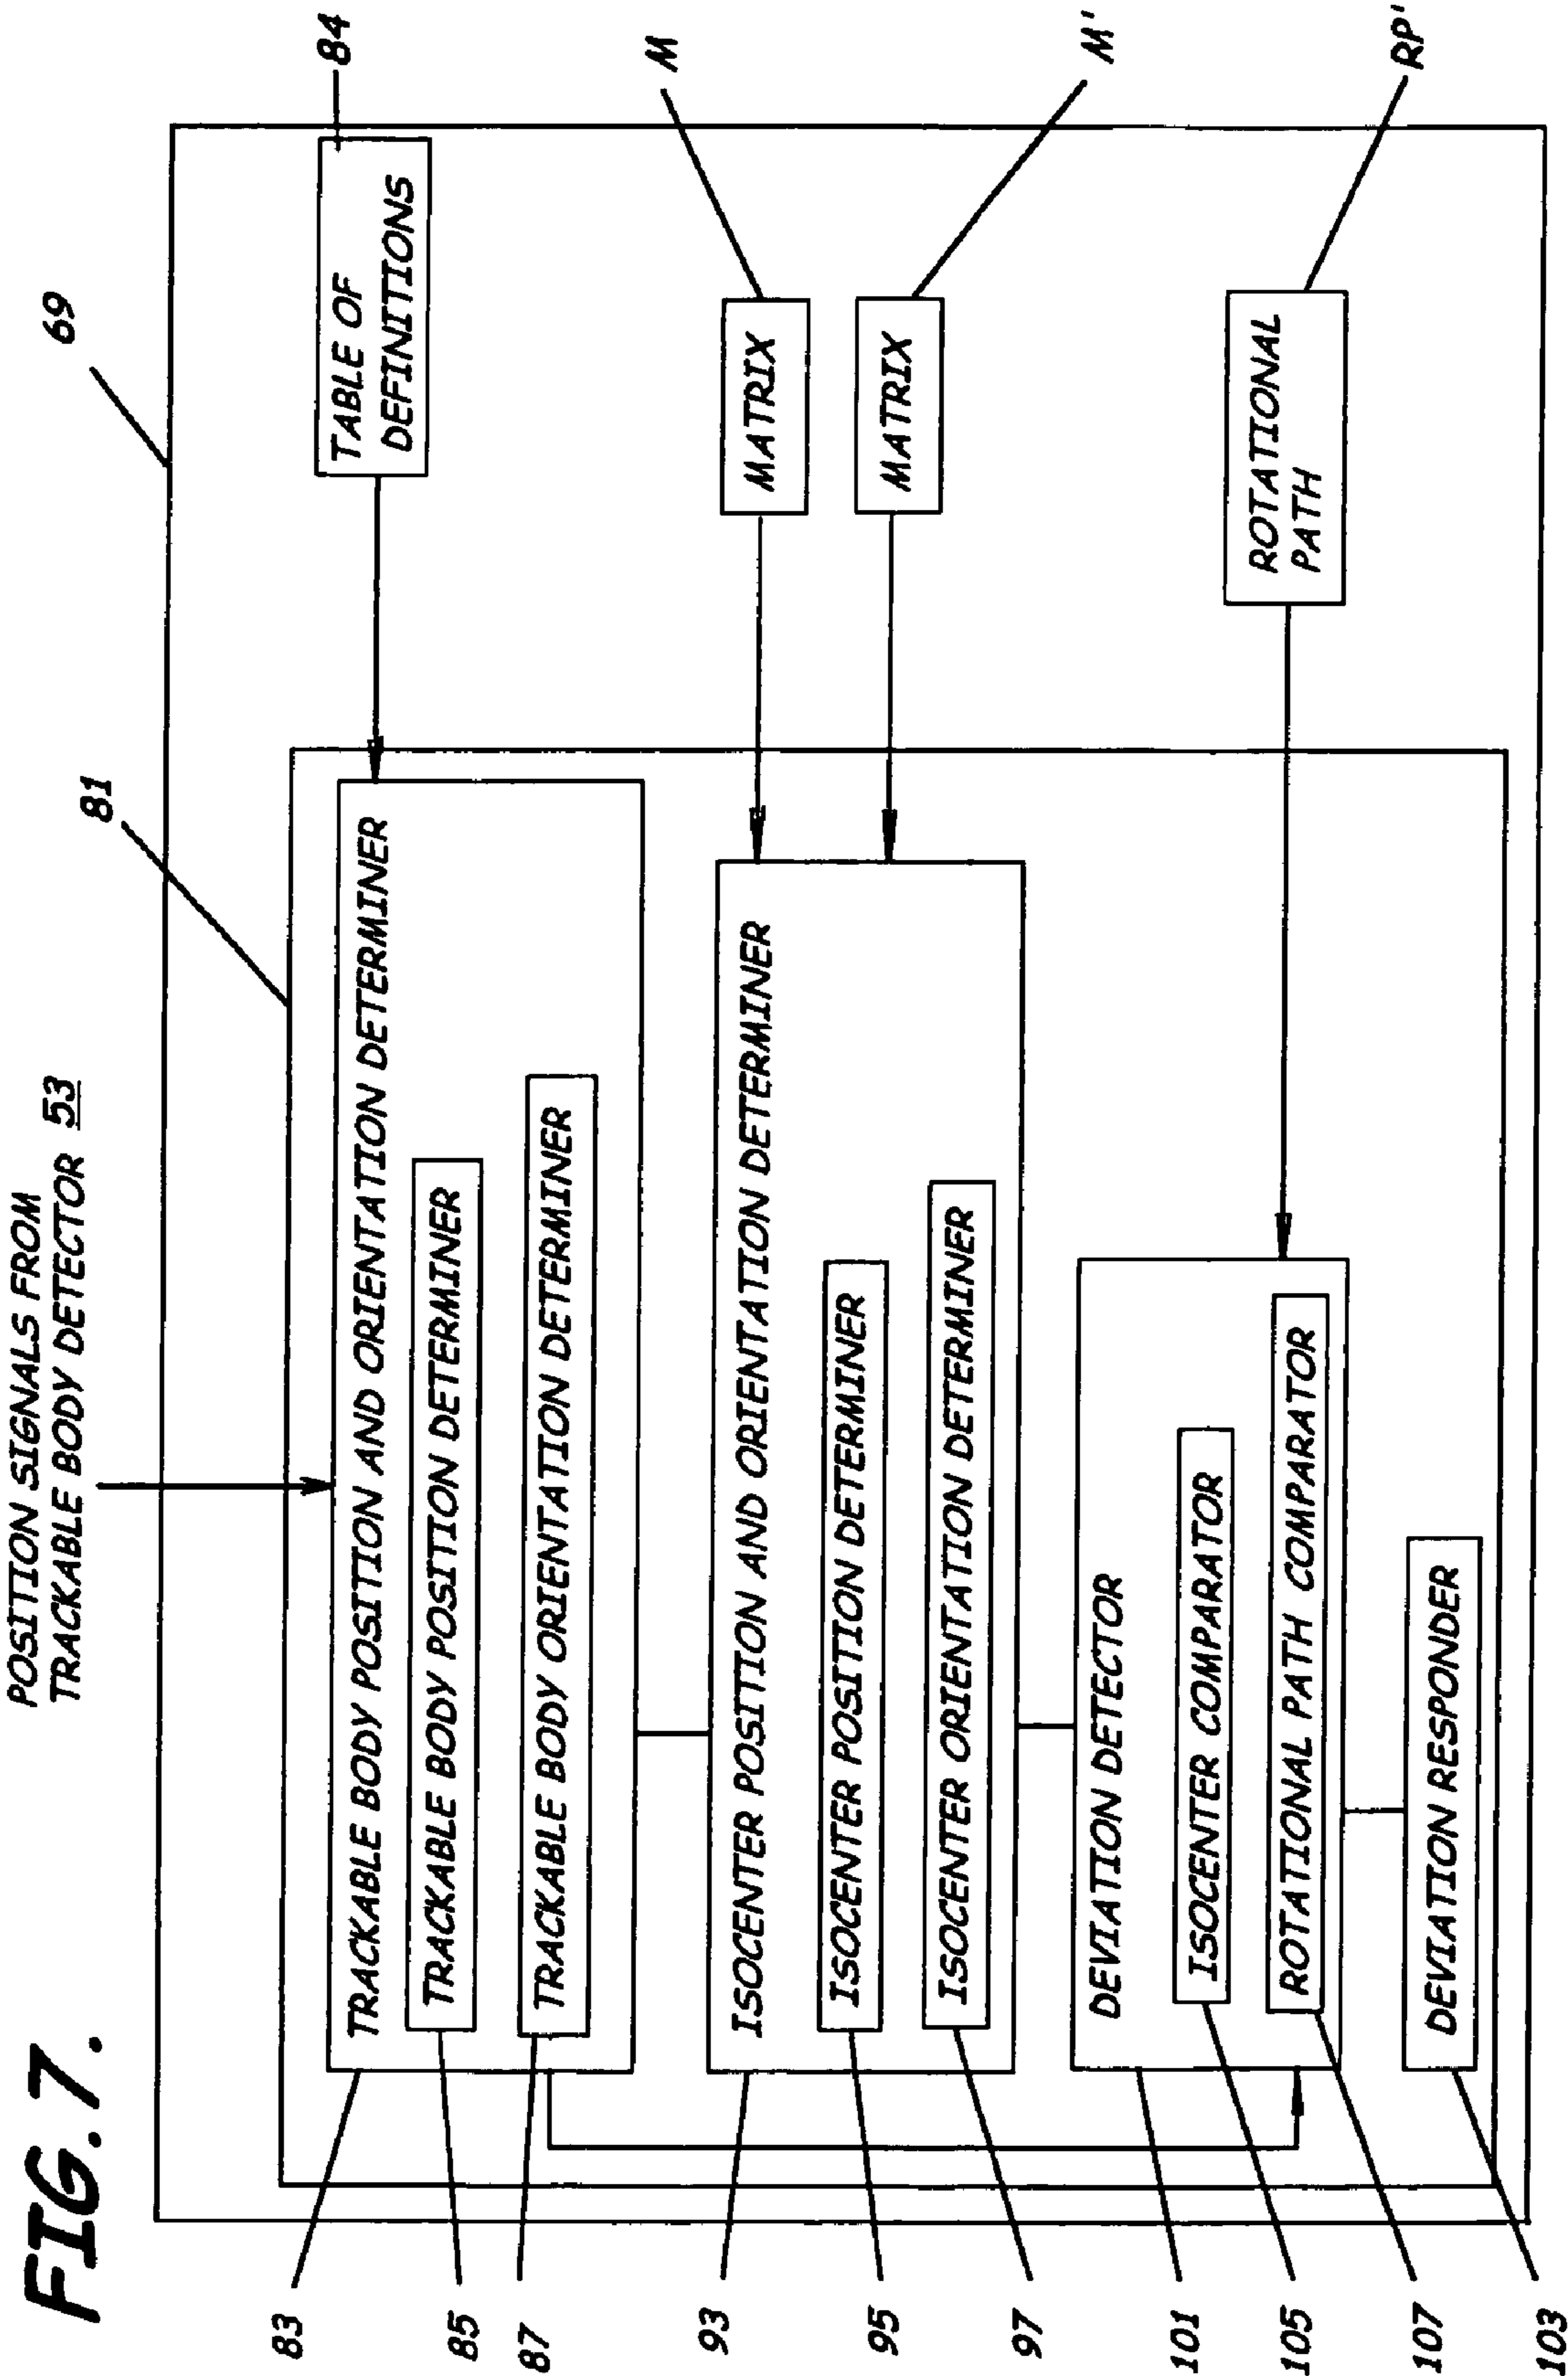 FIG. 7.
POSITION SIGNALS FROM
TRACKABLE BODY DETECTOR 53
69
81
84
TABLE OF
DEFINITIONS
83
TRACKABLE BODY POSITION AND ORIENTATION DETERMINER
85
TRACKABLE BODY POSITION DETERMINER
87
TRACKABLE BODY ORIENTATION DETERMINER
M
MATRIX
M'
MATRIX
93
ISOCENTER POSITION AND ORIENTATION DETERMINER
95
ISOCENTER POSITION DETERMINER
97
ISOCENTER ORIENTATION DETERMINER
RP'
ROTATIONAL
PATH
101
DEVIATION DETECTOR
105
ISOCENTER COMPARATOR
107
ROTATIONAL PATH COMPARATOR
103
DEVIATION RESPONDER